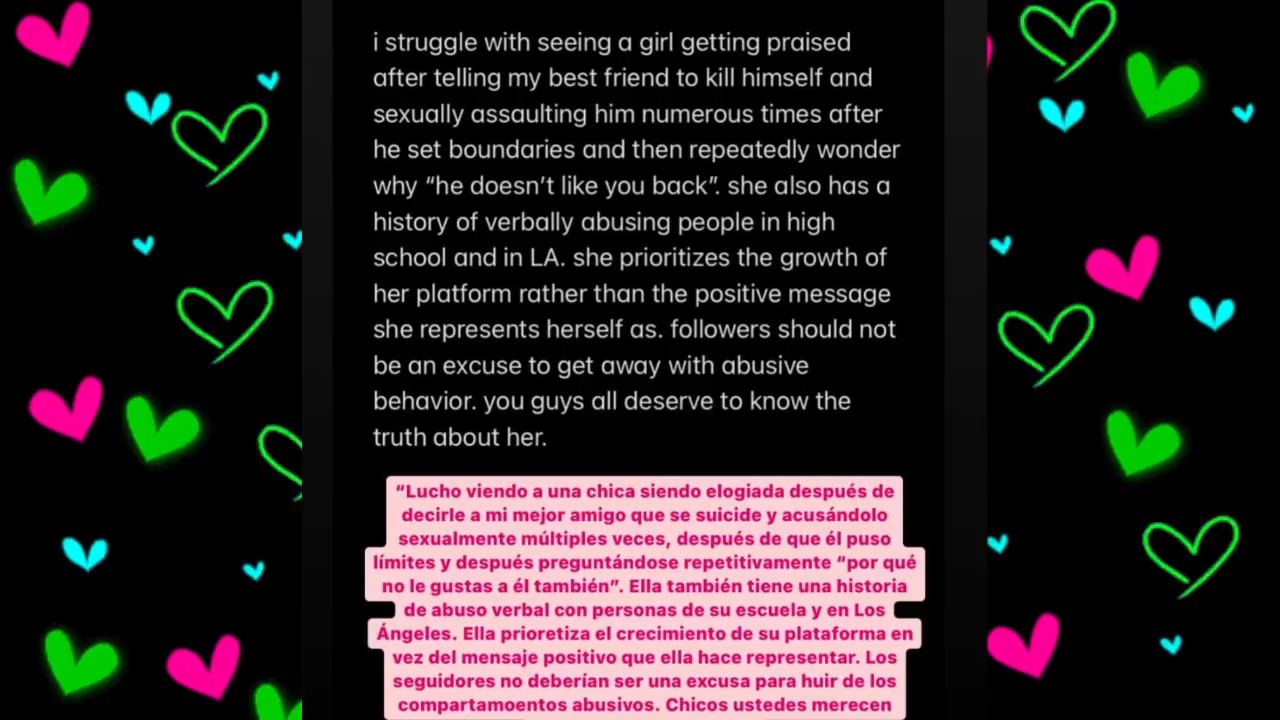 i struggle with seeing a girl getting praised
after telling my best friend to kill himself and
sexually assaulting him numerous times after
he set boundaries and then repeatedly wonder
why “he doesn’t like you back”. she also has a
history of verbally abusing people in high
school and in LA. she prioritizes the growth of
her platform rather than the positive message
she represents herself as. followers should not
be an excuse to get away with abusive
behavior. you guys all deserve to know the
truth about her.
“Lucho viendo a una chica siendo elogiada después de
decirle a mi mejor amigo que se suicide y acusándolo
sexualmente múltiples veces, después de que él puso
límites y después preguntándose repetitivamente “por qué
no le gustas a él también”. Ella también tiene una historia
de abuso verbal con personas de su escuela y en Los
Ángeles. Ella prioretiza el crecimiento de su plataforma en
vez del mensaje positivo que ella hace representar. Los
seguidores no deberían ser una excusa para huir de los
compartamoentos abusivos. Chicos ustedes merecen